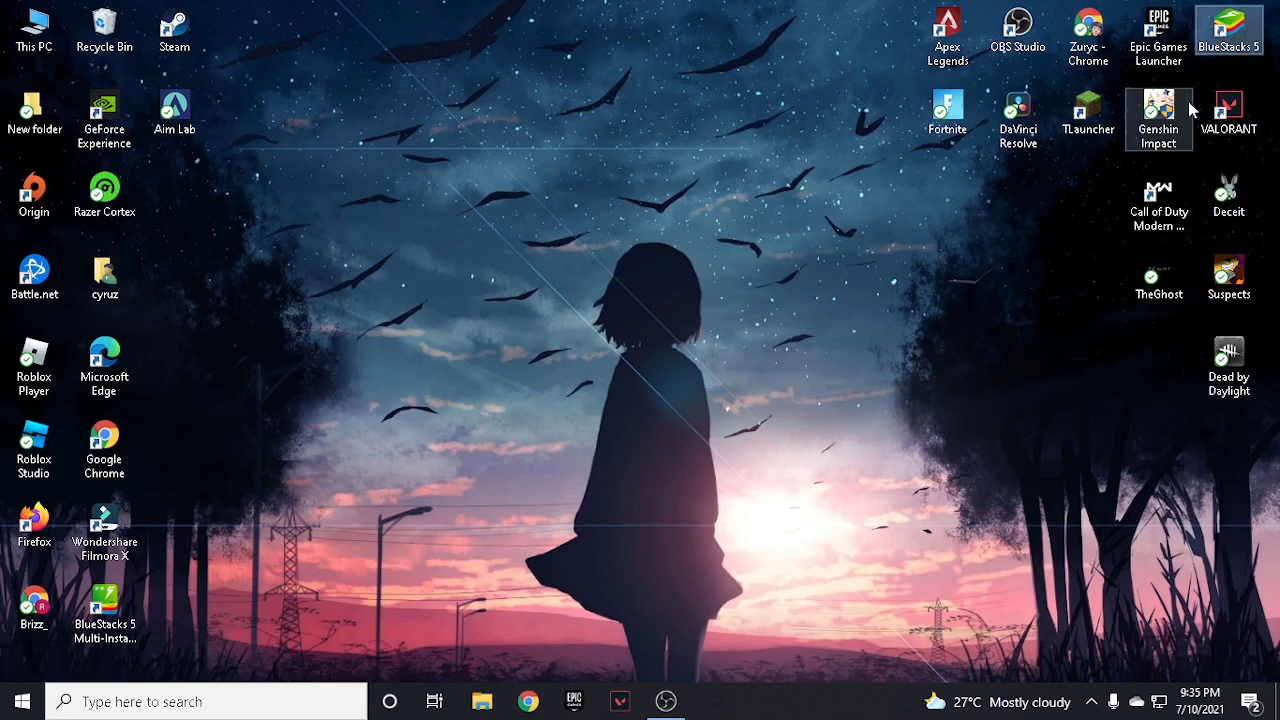 This PC
Recycle Bin
Steam
New folder
GeForce
Experience
Aim Lab
Origin
Razer Cortex
Battle.net
cyruz
Roblox
Player
Microsoft
Edge
Roblox
Studio
Google
Chrome
Firefox
Wondershare
Filmora X
Brizz_
BlueStacks 5
Multi-Insta...
Apex
Legends
OBS Studio
Zuryc -
Chrome
EPIC
GAMES
Epic Games
Launcher
BlueStacks 5
Fortnite
DaVinci
Resolve
TLauncher
Genshin
Impact
VALORANT
Call of Duty
Modern ...
Deceit
TheGhost
Suspects
Dead by
Daylight
Type here to search
EPIC
GAMES
27°C Mostly cloudy
9:35 PM
7/10/2021
2